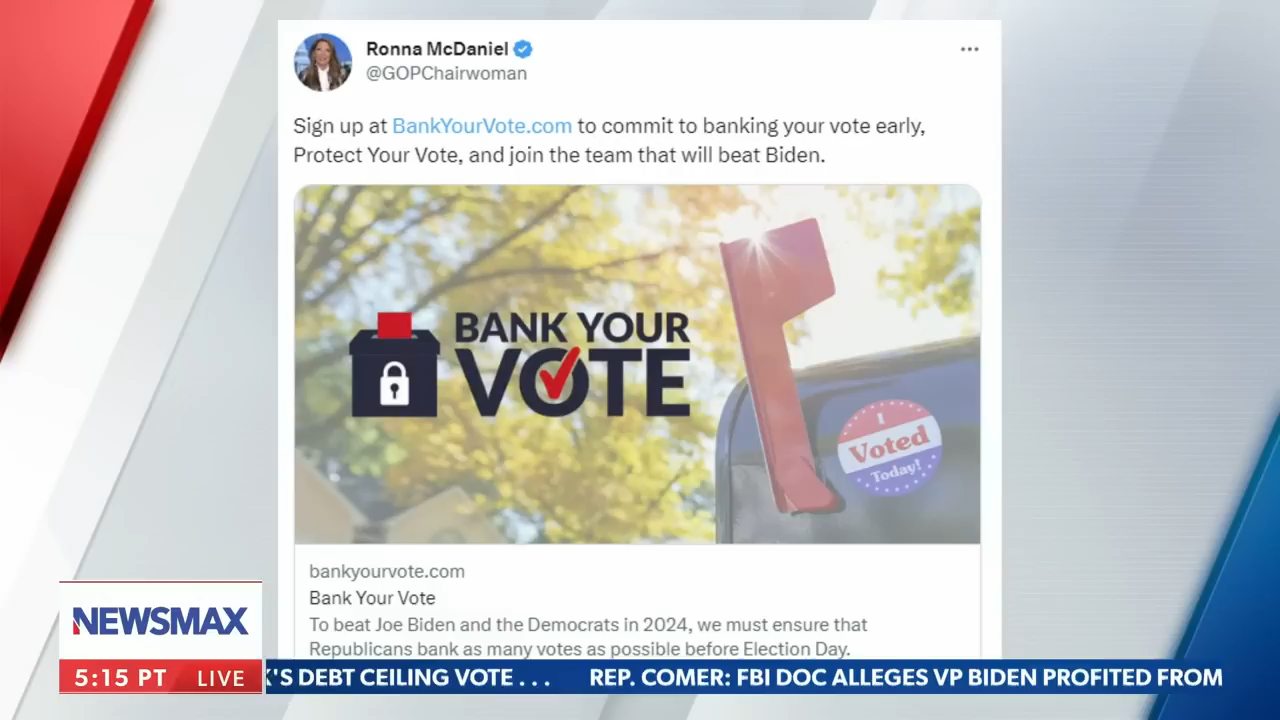 Ronna McDaniel
@GOPChairwoman
Sign up at BankYourVote.com to commit to banking your vote early,
Protect Your Vote, and join the team that will beat Biden.
BANK YOUR
VOTE
I
Voted
Today!
bankyourvote.com
Bank Your Vote
To beat Joe Biden and the Democrats in 2024, we must ensure that
Republicans bank as many votes as possible before Election Day.
NEWSMAX
5:15 PT LIVE
K'S DEBT CEILING VOTE . . . REP. COMER: FBI DOC ALLEGES VP BIDEN PROFITED FROM